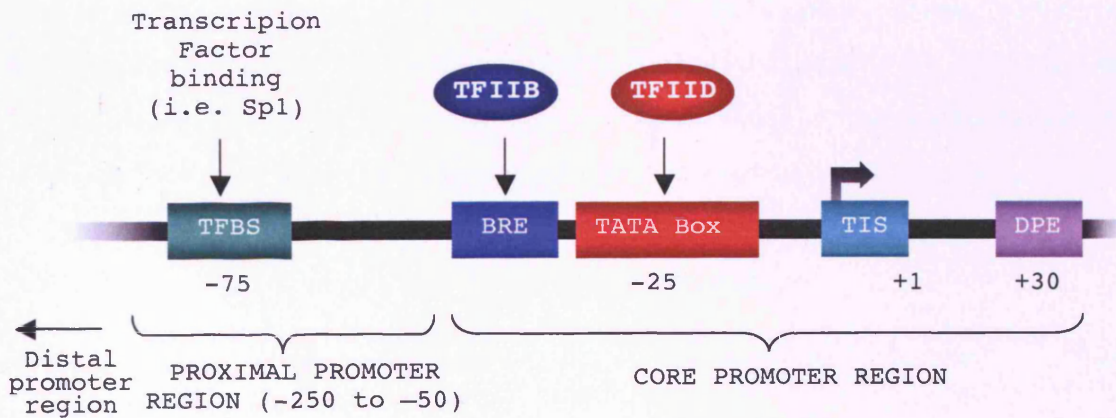 Transcripion
Factor
binding
(i.e. Sp1)
TFIIB
TFIID
TFBS
BRE
TATA Box
TIS
DPE
-75
-25
+1
+30
Distal
promoter
region
PROXIMAL PROMOTER
REGION (-250 to -50)
CORE PROMOTER REGION